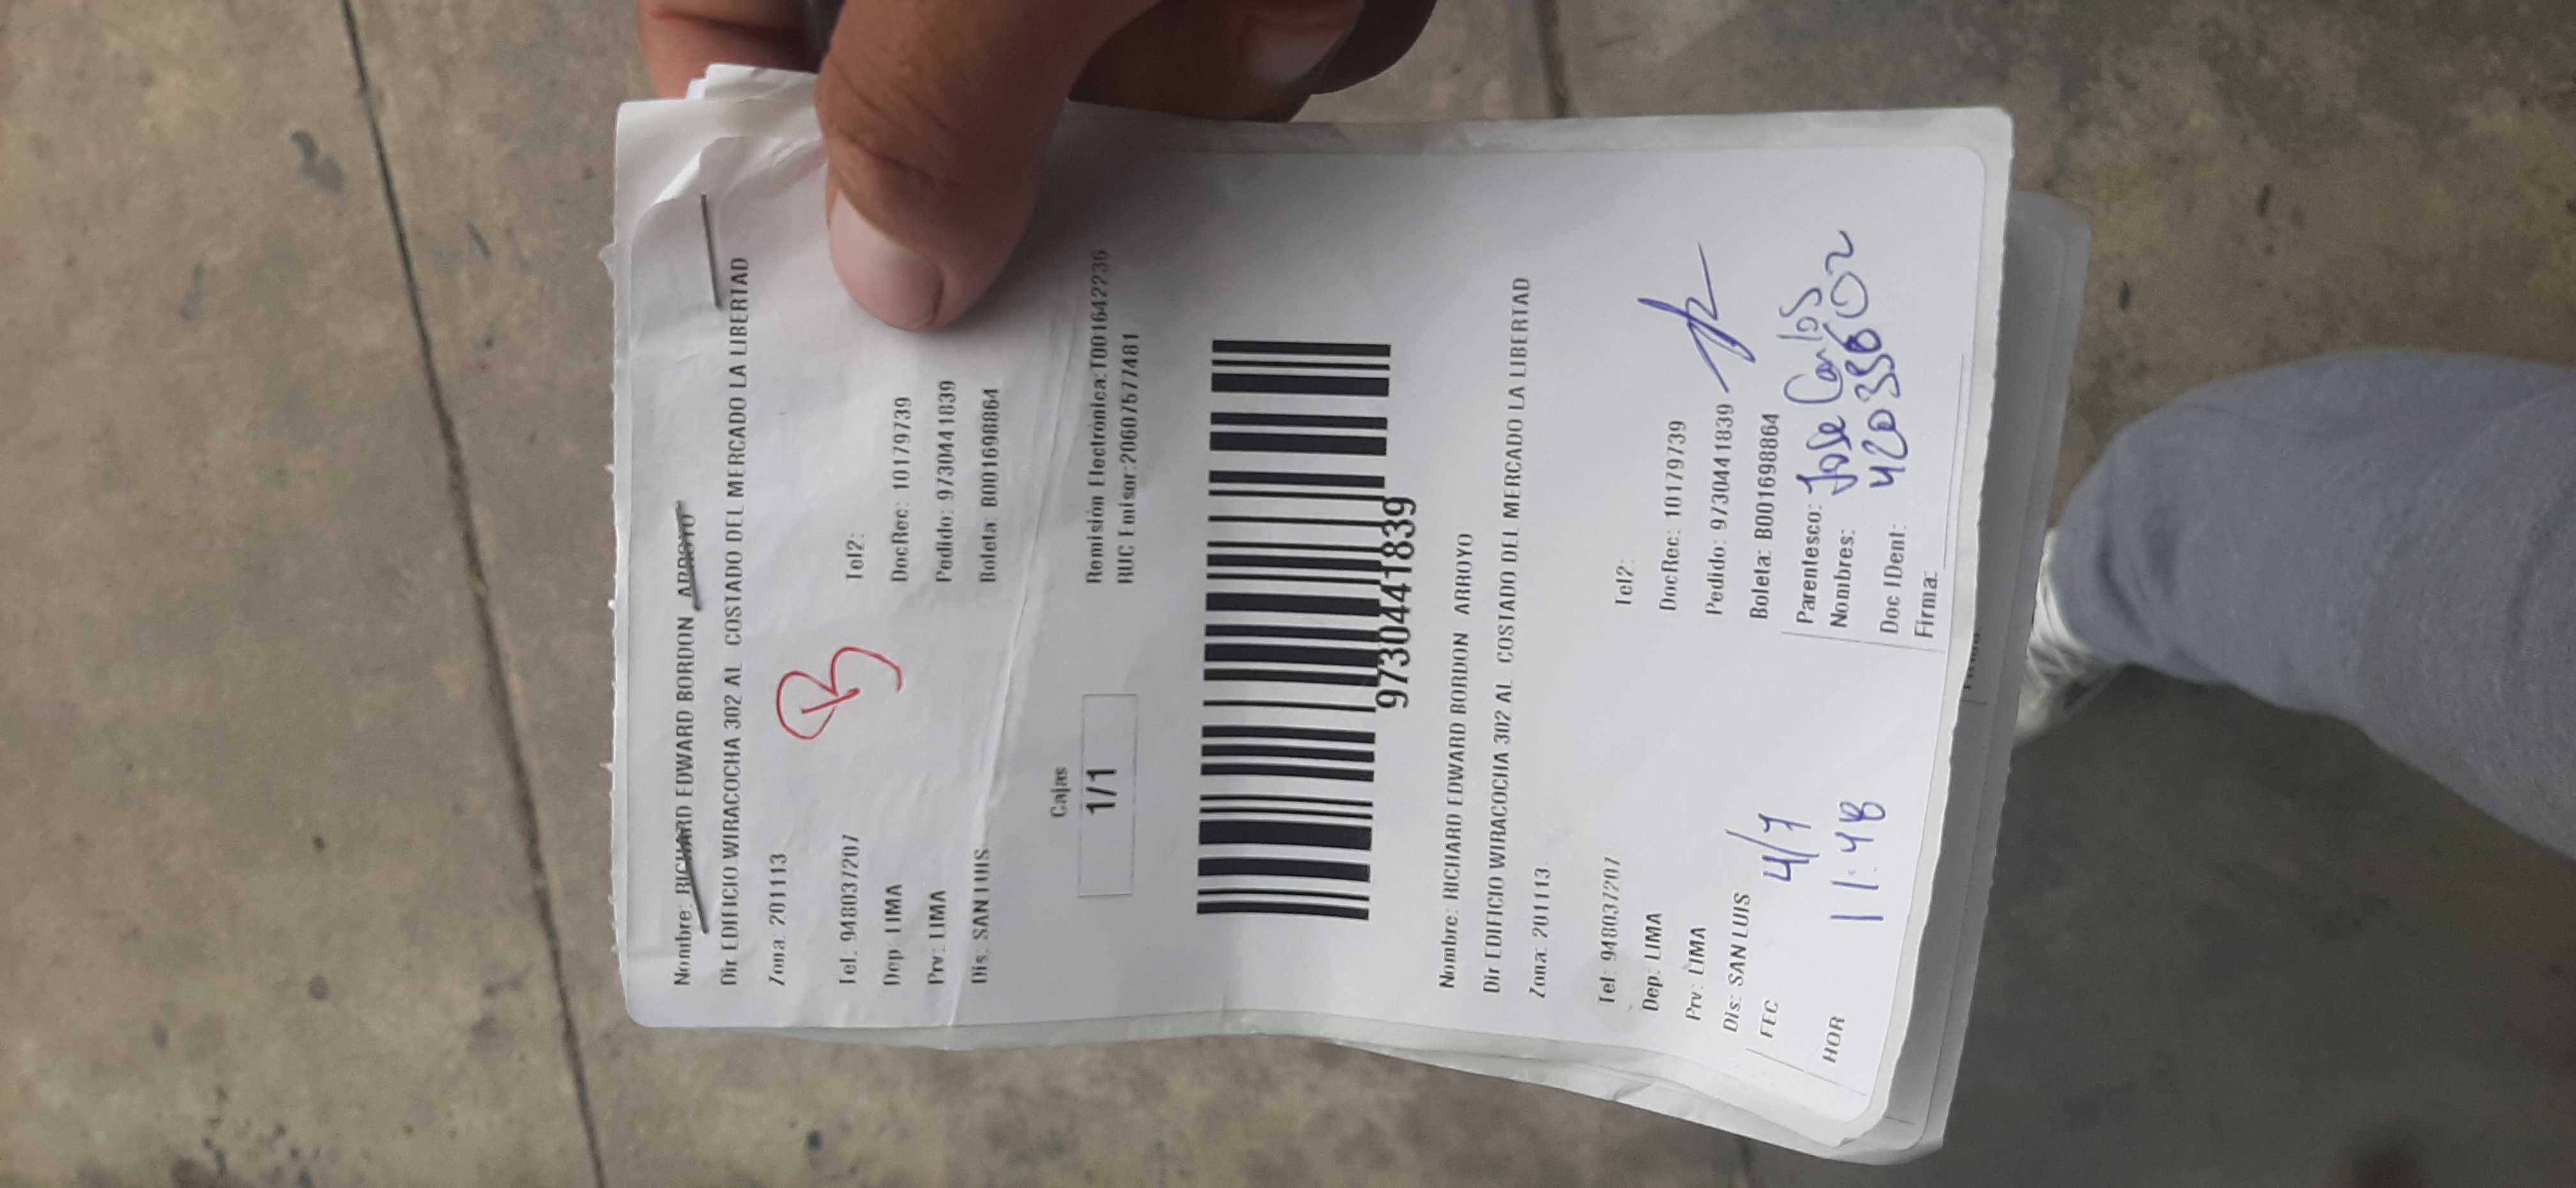 Nombre: RICHARD EDWARD BORDON ARROYO
Dir EDIFICIO WIRACOCHA 302 AL COSTADO DEL MERCADO LA LIBERTAD
Zona: 201113
Tel: 948037207 Tel2:
Dep: LIMA DocRec: 10179739
Prv: LIMA Pedido: 9730441839
Dis: SAN LUIS Boleta: B001698864
Cajas
1/1
Remisión Electrónica: T001642236
RUC Emisor: 20607577481
9730441839
Nombre: RICHARD EDWARD BORDON ARROYO
Dir EDIFICIO WIRACOCHA 302 AL COSTADO DEL MERCADO LA LIBERTAD
Zona: 201113
Tel: 948037207 Tel2:
Dep: LIMA DocRec: 10179739
Prv: LIMA Pedido: 9730441839
Dis: SAN LUIS Boleta: B001698864
FEC 4/7 Parentesco:
Nombres: Jose Carlos
HOR 11:48 Doc IDent: 42035602
Firma: